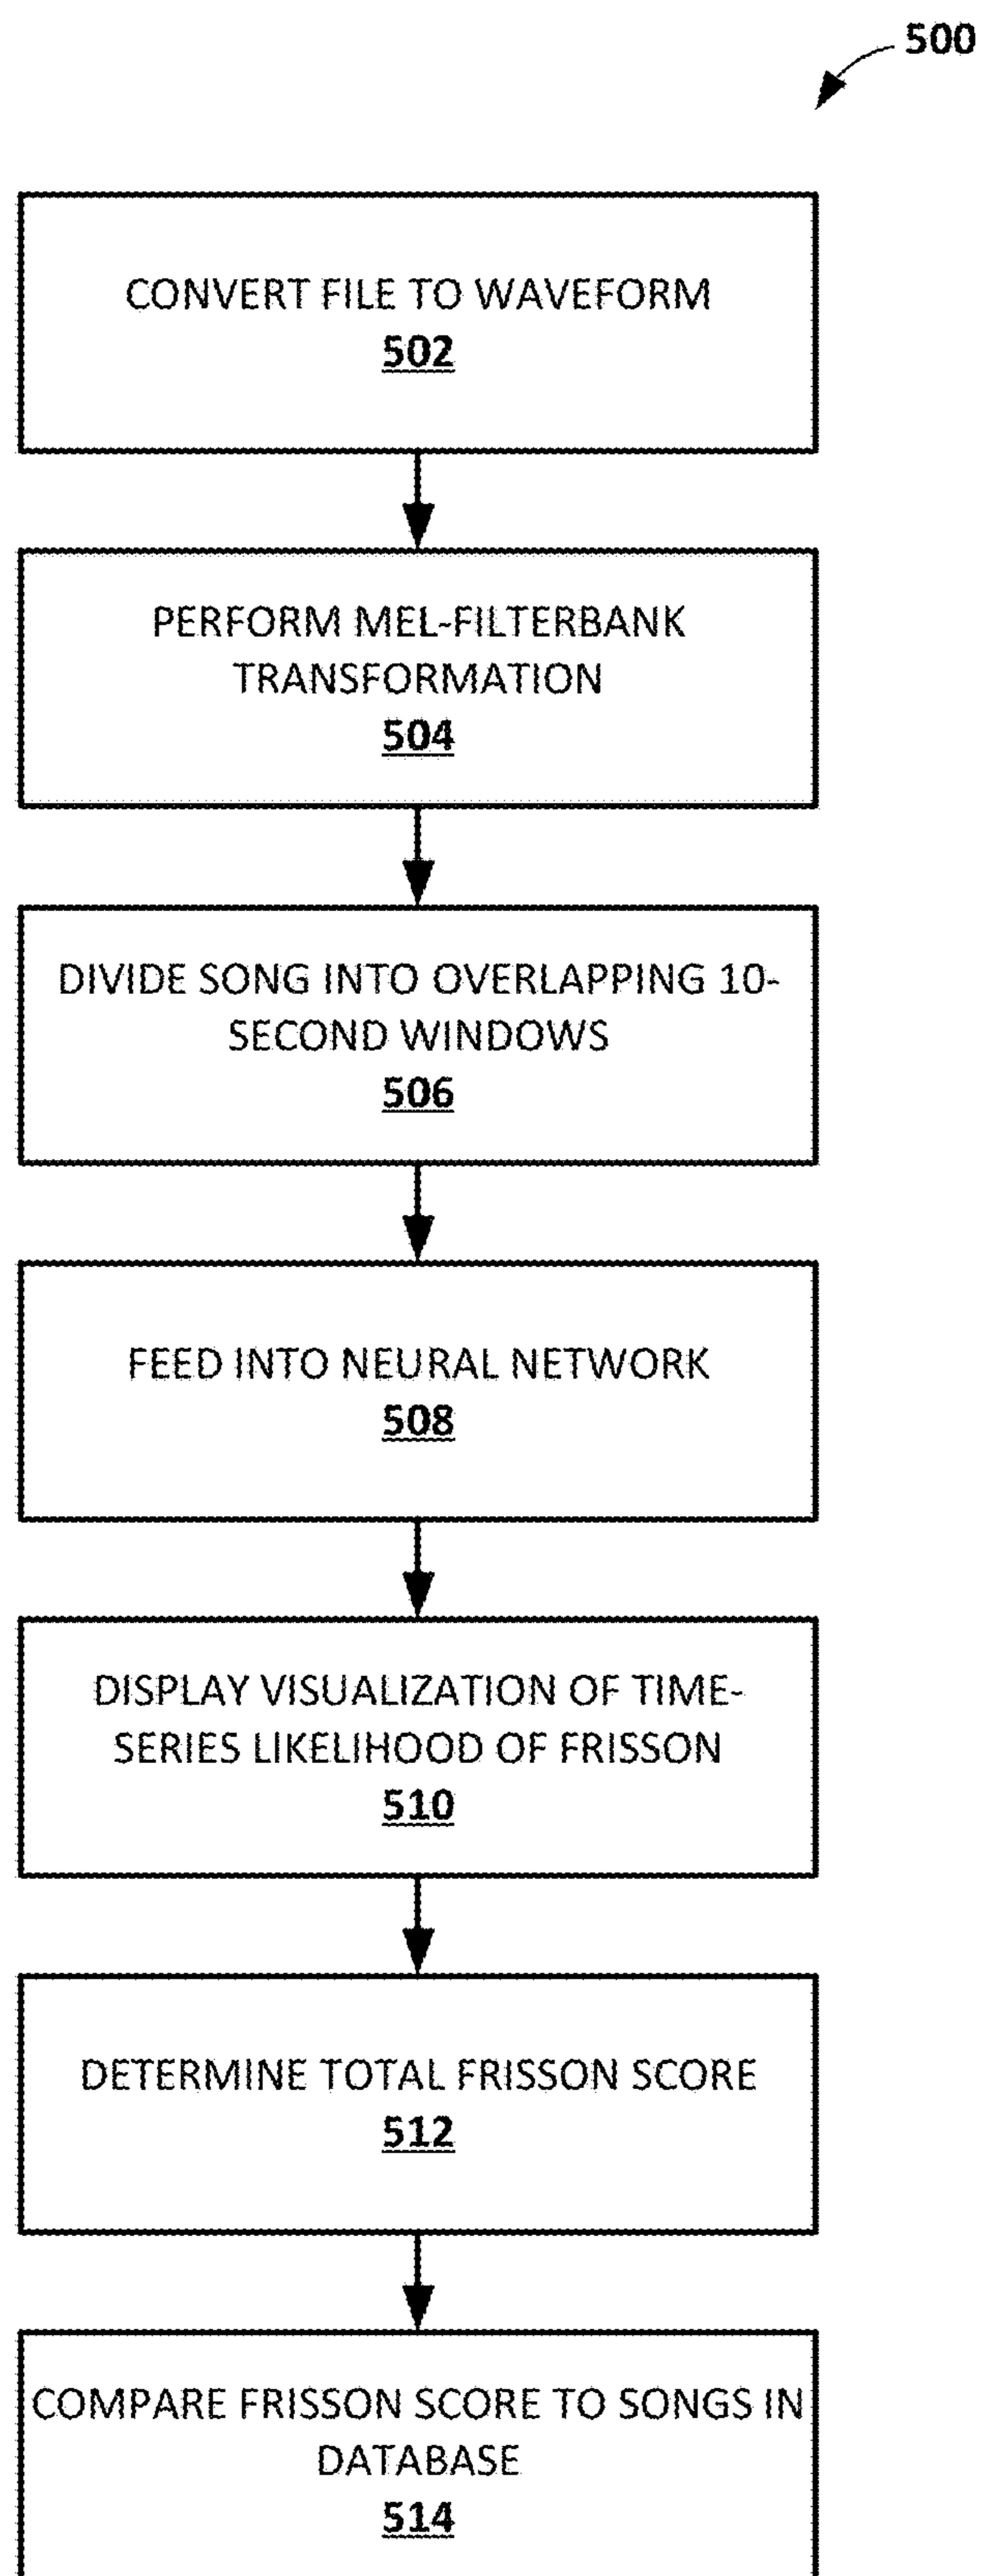 500
CONVERT FILE TO WAVEFORM
502
PERFORM MEL-FILTERBANK
TRANSFORMATION
504
DIVIDE SONG INTO OVERLAPPING 10-
SECOND WINDOWS
506
FEED INTO NEURAL NETWORK
508
DISPLAY VISUALIZATION OF TIME-
SERIES LIKELIHOOD OF FRISSON
510
DETERMINE TOTAL FRISSON SCORE
512
COMPARE FRISSON SCORE TO SONGS IN
DATABASE
514